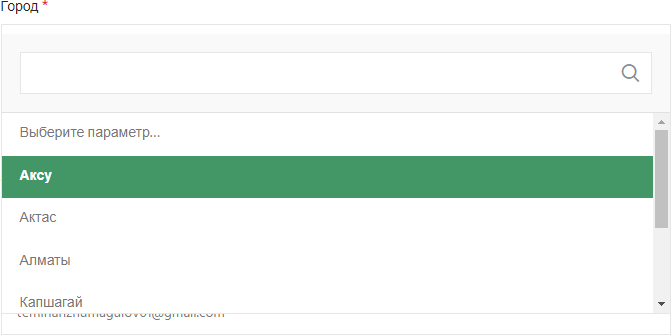 Город *
Выберите параметр...
Аксу
Актас
Алматы
Капшагай